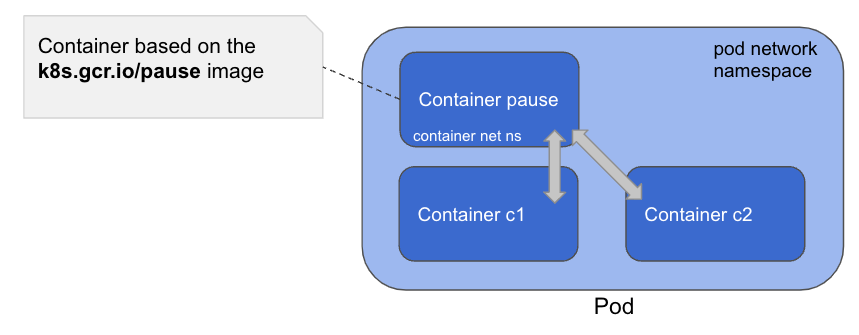 Container based on the
k8s.gcr.io/pause image
pod network
namespace
Container pause
container net ns
Container c1
Container c2
Pod